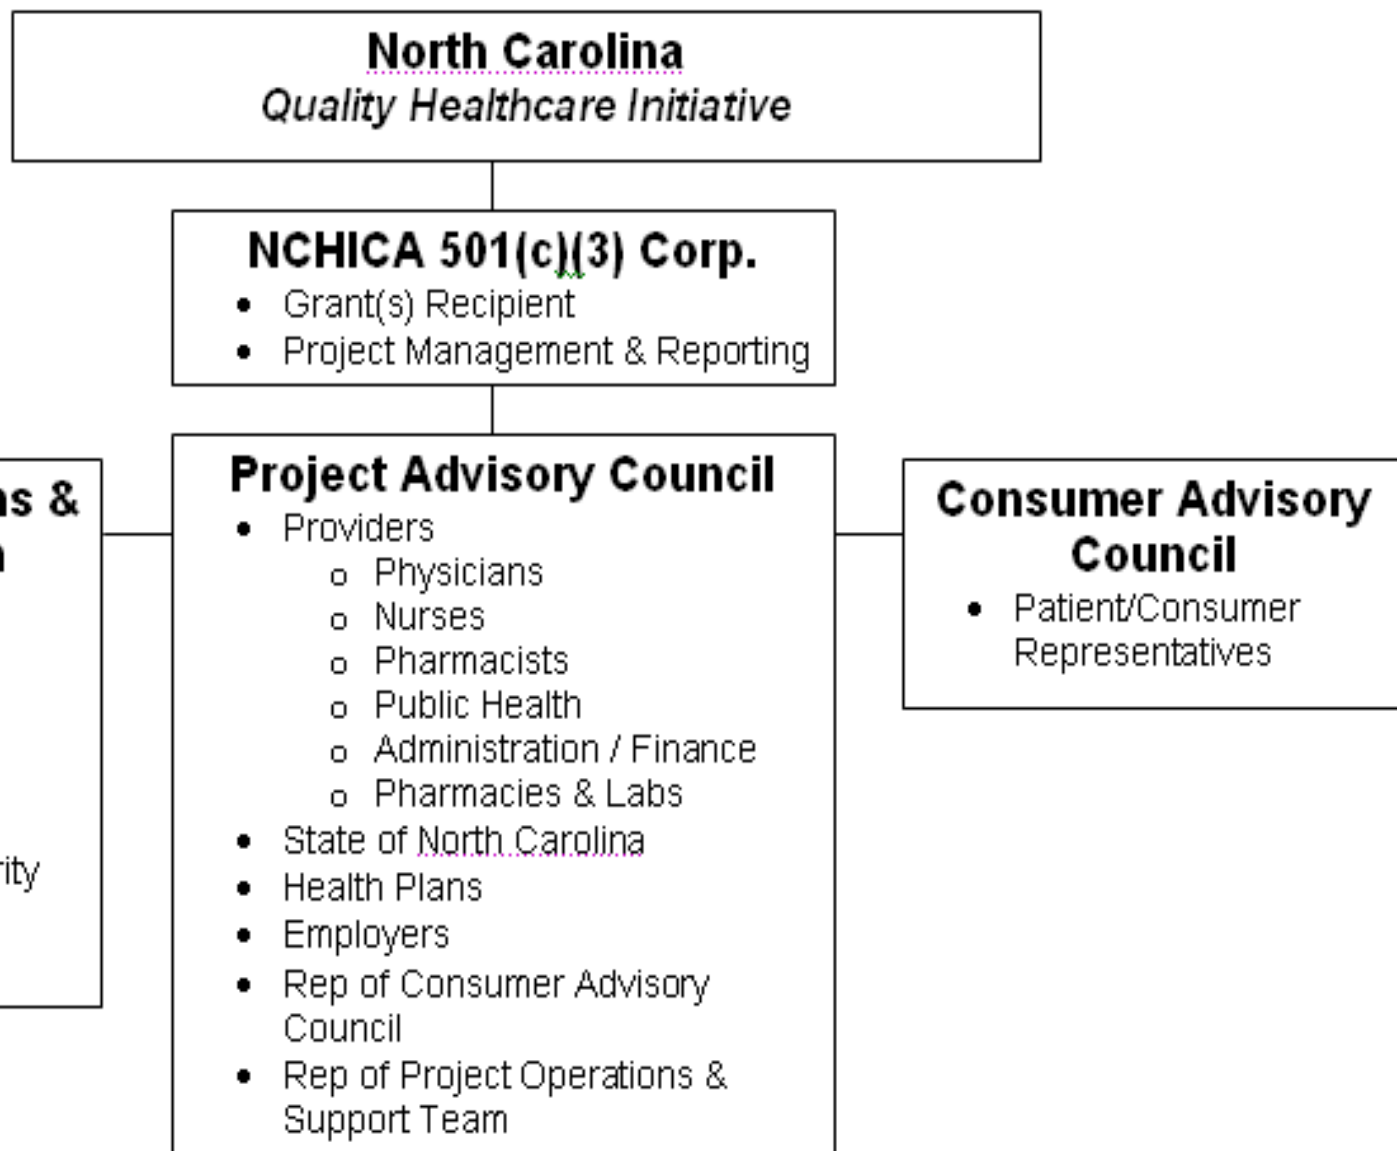 North Carolina
Quality Healthcare Initiative
NCHICA 501(c)(3) Corp.
• Grant(s) Recipient
• Project Management & Reporting
&
Project Advisory Council
• Providers
o Physicians
o Nurses
o Pharmacists
o Public Health
o Administration / Finance
o Pharmacies & Labs
• State of North Carolina
• Health Plans
• Employers
• Rep of Consumer Advisory
Council
• Rep of Project Operations &
Support Team
Consumer Advisory
Council
• Patient/Consumer
Representatives